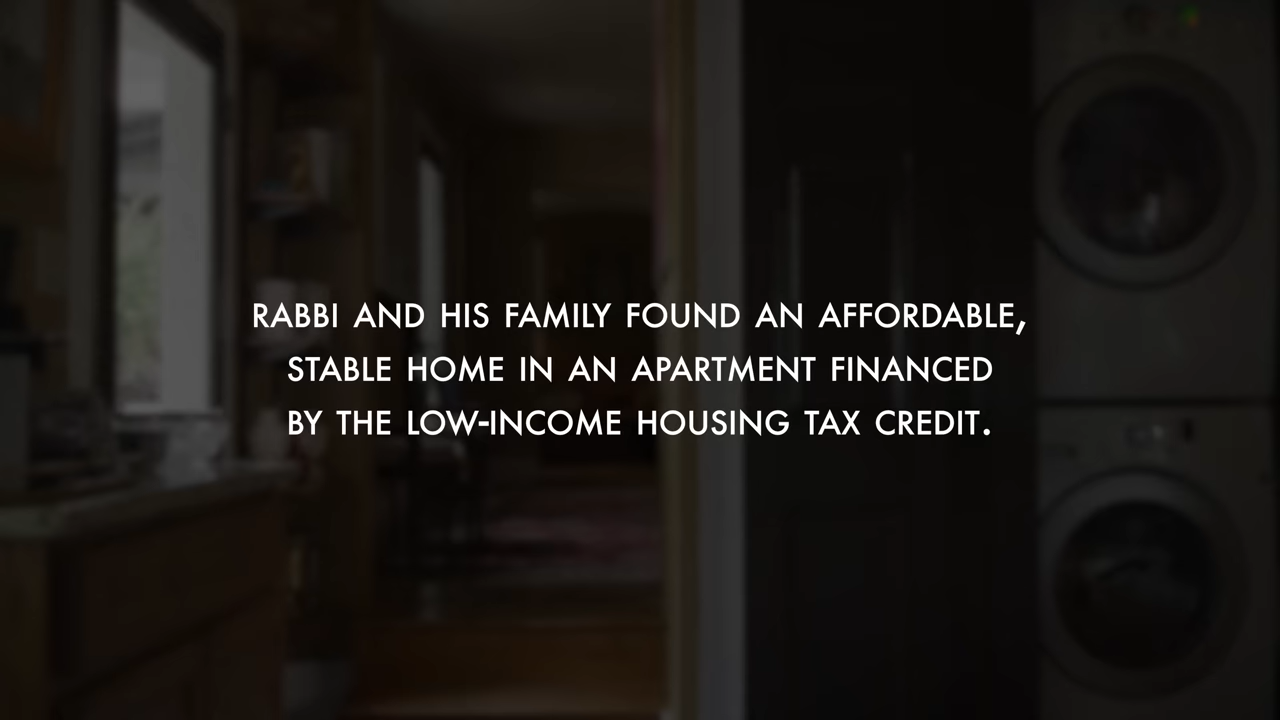 RABBI AND HIS FAMILY FOUND AN AFFORDABLE,
STABLE HOME IN AN APARTMENT FINANCED
BY THE LOW-INCOME HOUSING TAX CREDIT.